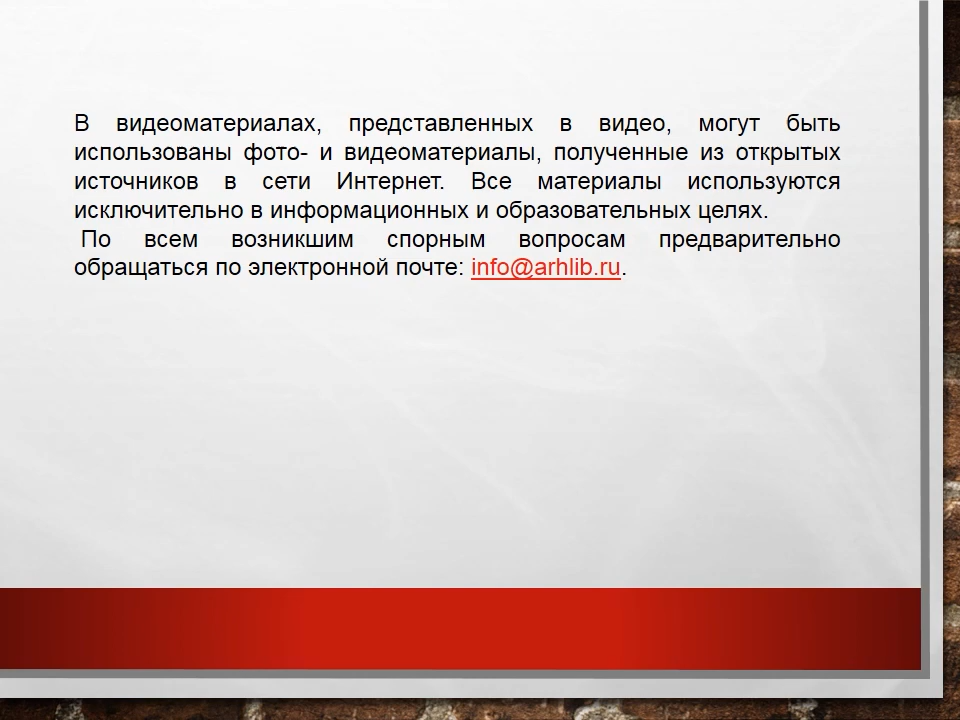 В видеоматериалах, представленных в видео, могут быть
использованы фото- и видеоматериалы, полученные из открытых
источников в сети Интернет. Все материалы используются
исключительно в информационных и образовательных целях.
По всем возникшим спорным вопросам предварительно
обращаться по электронной почте: info@arhlib.ru.